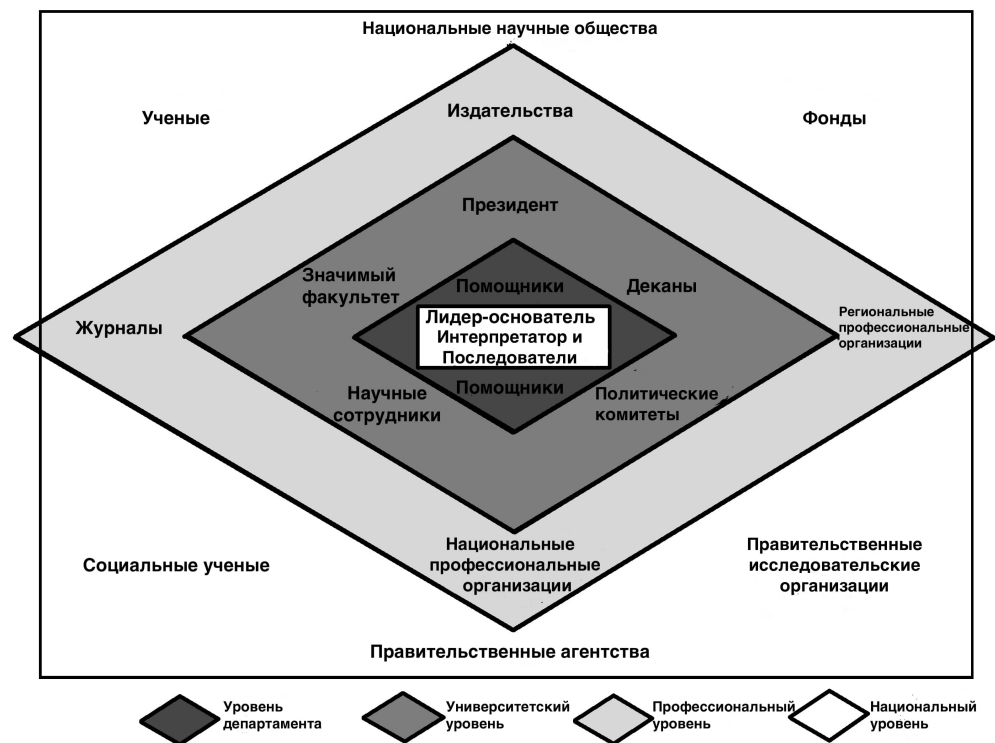 Национальные научные общества
Ученые
Издательства
Фонды
Президент
Значимый
факультет
Помощники
Деканы
Журналы
Лидер-основатель
Интерпретатор и
Последователи
Региональные
профессиональные
организации
Помощники
Научные
сотрудники
Политические
комитеты
Социальные ученые
Национальные
профессиональные
организации
Правительственные
исследовательские
организации
Правительственные агентства
Уровень
департамента
Университетский
уровень
Профессиональный
уровень
Национальный
уровень